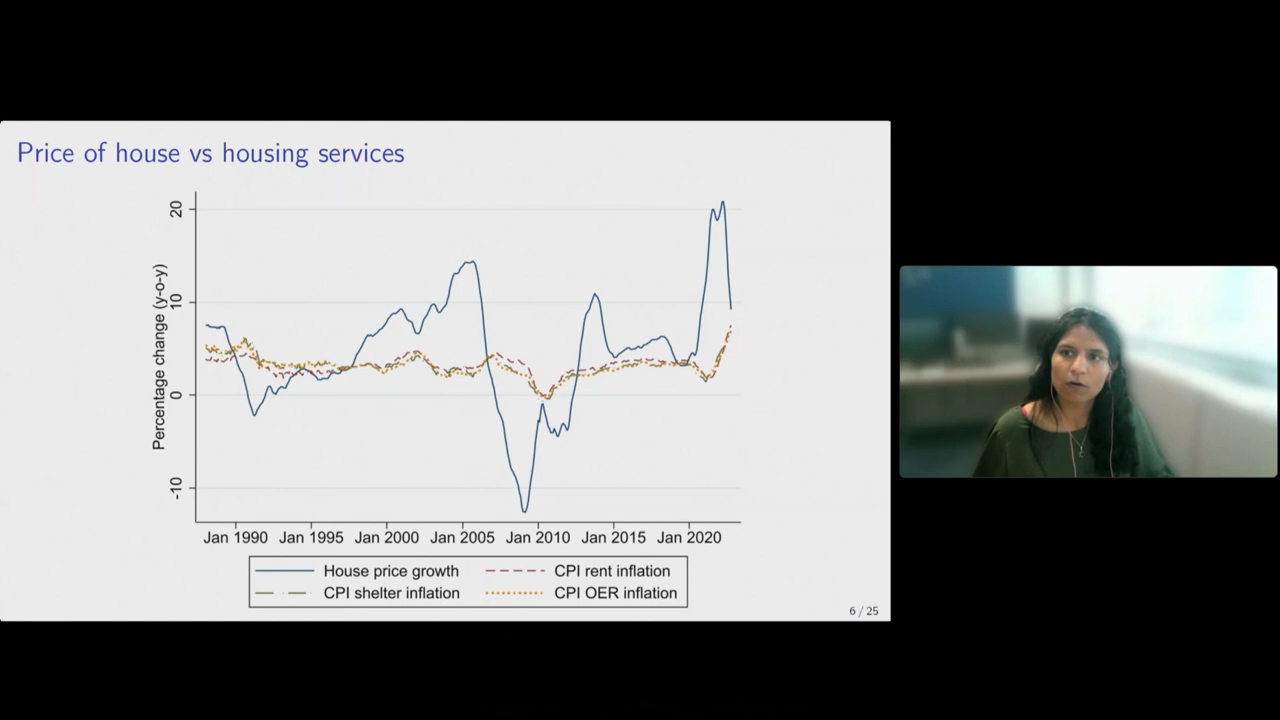 Price of house vs housing services
Percentage change (y-o-y)
20
10
0
-10
Jan 1990 Jan 1995 Jan 2000 Jan 2005 Jan 2010 Jan 2015 Jan 2020
House price growth CPI rent inflation
CPI shelter inflation CPI OER inflation
6 / 25